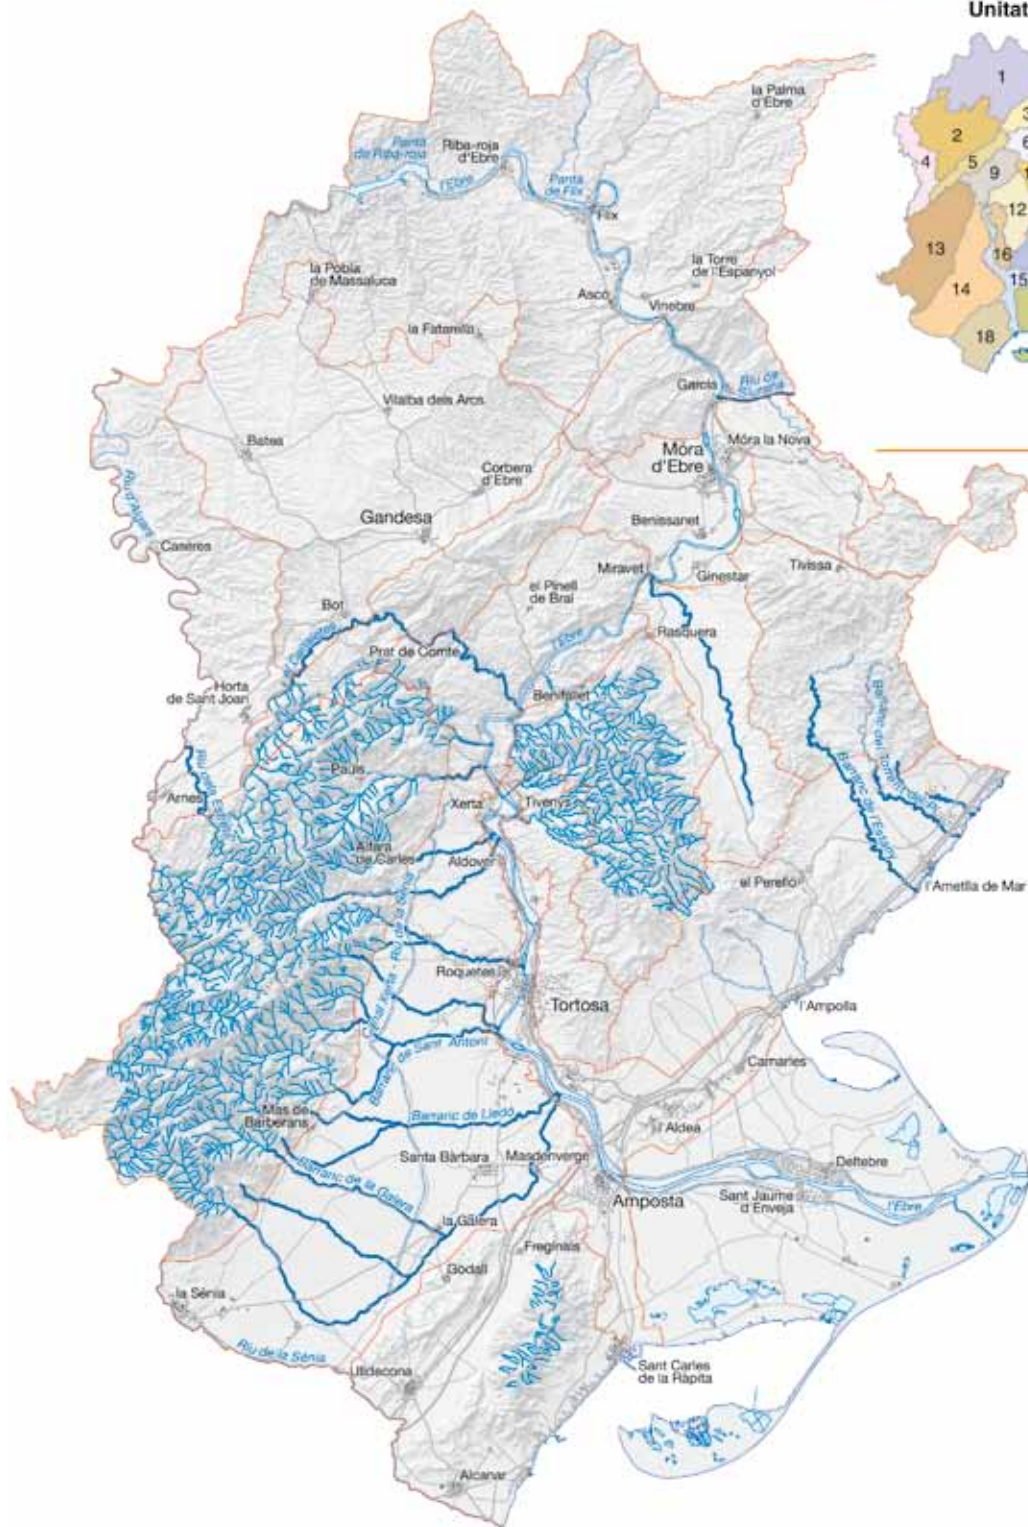 Unitat
1
2
3
4
5
6
9
12
13
14
15
16
18
la Palma
d'Ebre
Pantà
de Riba-roja
Riba-roja
d'Ebre
l'Ebre
Pantà
de Flix
Flix
la Torre
de l'Espanyol
la Pobla
de Massaluca
Ascó
Vinebre
la Fatarella
Garcia
Riu de
Siurana
Vilalba dels Arcs
Batea
Móra
d'Ebre
Móra la Nova
Corbera
d'Ebre
Riu d'Algars
Gandesa
Benissanet
Caseres
Miravet
Ginestar
Tivissa
el Pinell
de Brai
Bot
Rasquera
l'Ebre
Prat de Comte
Horta
de Sant Joan
Benifallet
Paüls
Arnes
Xerta
Tivenys
Alfara
de Carles
Aldover
el Perelló
l'Ametlla de Mar
Roquetes
Tortosa
l'Ampolla
Barranc de Sant Antoni
Camarles
Mas de
Barberans
Barranc de Lledó
l'Aldea
Santa Bàrbara
Masdenverge
Barranc de la Galera
Deltebre
Amposta
Sant Jaume
d'Enveja
l'Ebre
la Galera
Freginals
Godall
la Sénia
Riu de la Sénia
Ulldecona
Sant Carles
de la Ràpita
Alcanar